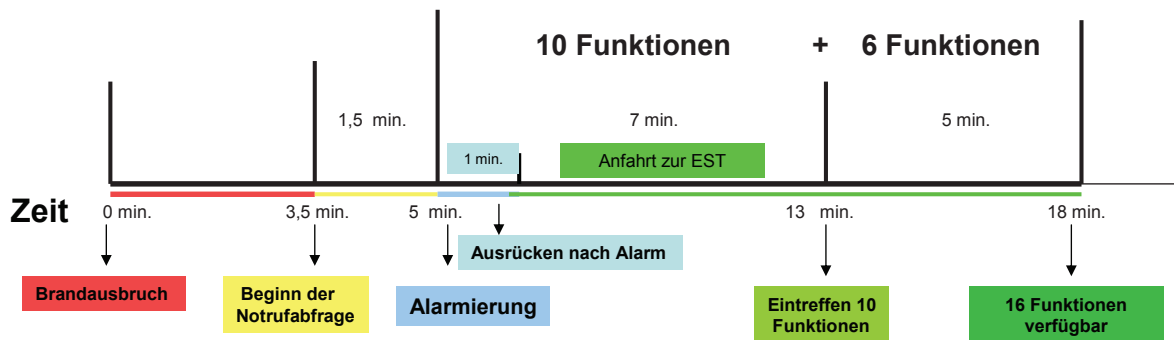 10 Funktionen + 6 Funktionen
1,5 min.
7 min.
5 min.
1 min.
Anfahrt zur EST
Zeit
0 min.
3,5 min.
5 min.
13 min.
18 min.
Ausrücken nach Alarm
Brandausbruch
Beginn der
Notrufabfrage
Alarmierung
Eintreffen 10
Funktionen
16 Funktionen
verfügbar